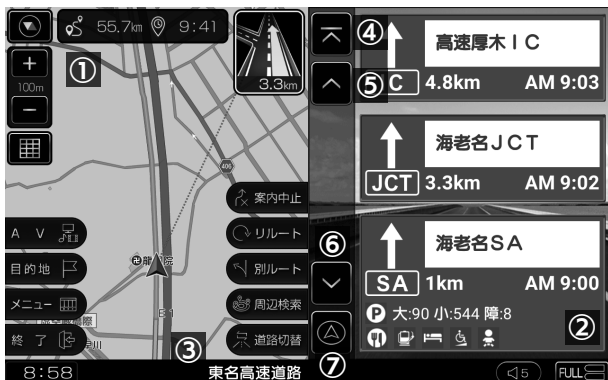 55.7km 9:41
①
+
100m
−
3.3km
406
案内中止
リルート
別ルート
周辺検索
道路切替
A V
目的地
メニュー
終 了
E1
8:58
③
東名高速道路
④
⑤
高速厚木IC
IC 4.8km AM 9:03
海老名JCT
JCT 3.3km AM 9:02
⑥
海老名SA
SA 1km AM 9:00
P 大:90 小:544 障:8
②
⑦
5
FULL